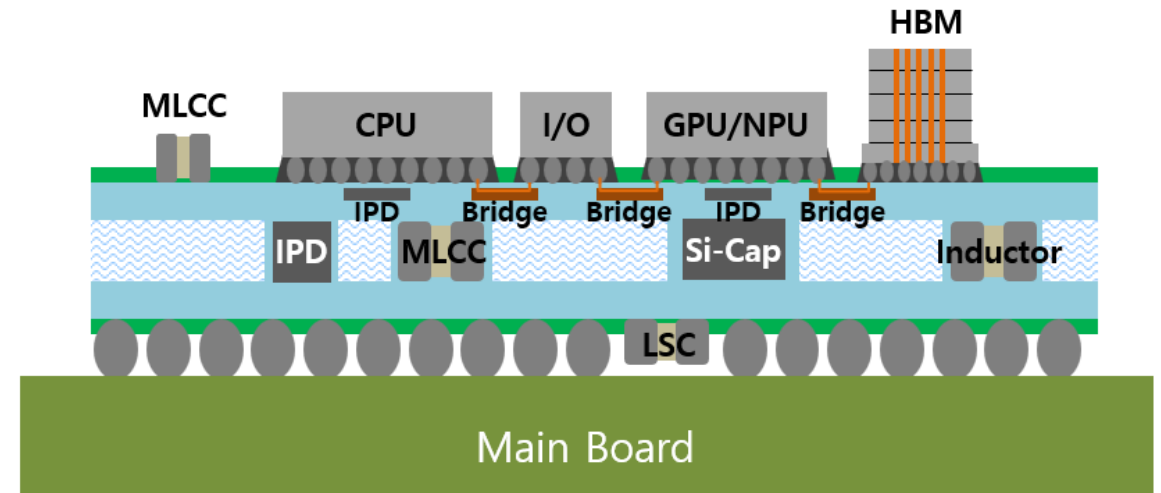 HBM
MLCC
CPU
I/O
GPU/NPU
IPD
Bridge
Bridge
IPD
Bridge
IPD
MLCC
Si-Cap
Inductor
LSC
Main Board